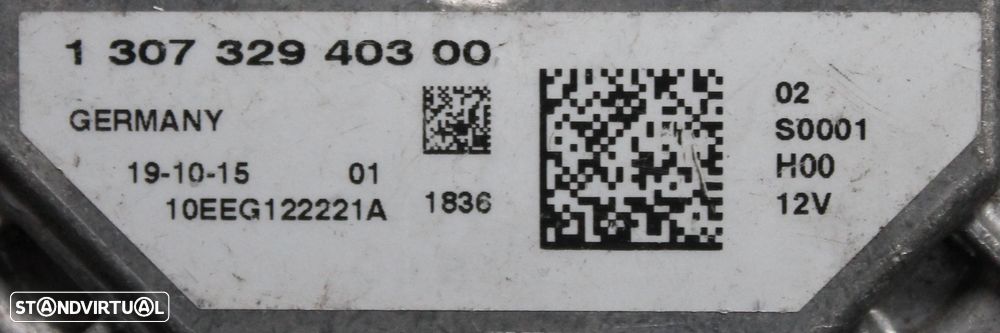 1 307 329 403 00
GERMANY
19-10-15 01
10EEG122221A 1836
02
S0001
H00
12V
STANDVIRTUAL